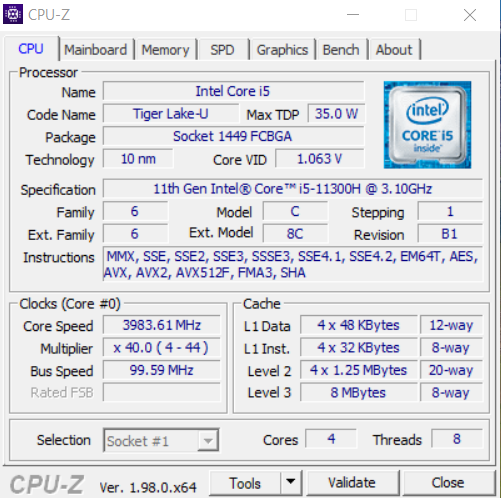 CPU-Z
CPU Mainboard Memory SPD Graphics Bench About
Processor
Name Intel Core i5
Code Name Tiger Lake-U Max TDP 35.0 W
Package Socket 1449 FCBGA
Technology 10 nm Core VID 1.063 V
intel
CORE i5
inside
Specification 11th Gen Intel® Core™ i5-11300H @ 3.10GHz
Family 6 Model C Stepping 1
Ext. Family 6 Ext. Model 8C Revision B1
Instructions MMX, SSE, SSE2, SSE3, SSSE3, SSE4.1, SSE4.2, EM64T, AES,
AVX, AVX2, AVX512F, FMA3, SHA
Clocks (Core #0)
Core Speed 3983.61 MHz
Multiplier x 40.0 ( 4 - 44 )
Bus Speed 99.59 MHz
Rated FSB
Cache
L1 Data 4 x 48 KBytes 12-way
L1 Inst. 4 x 32 KBytes 8-way
Level 2 4 x 1.25 MBytes 20-way
Level 3 8 MBytes 8-way
Selection Socket #1 Cores 4 Threads 8
CPU-Z Ver. 1.98.0.x64 Tools Validate Close